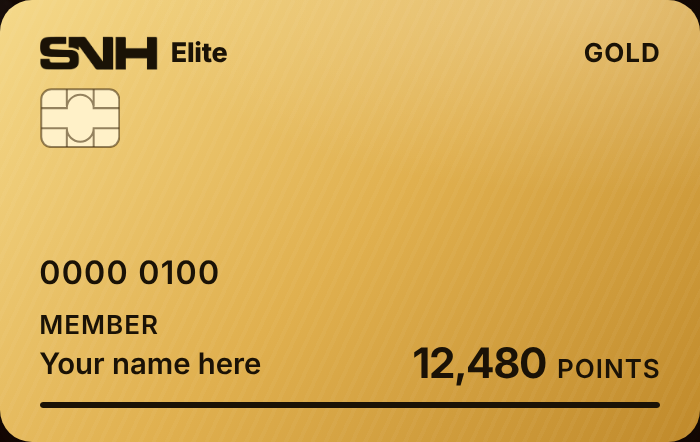 SNH Elite GOLD
0000 0100
MEMBER
Your name here
12,480 POINTS